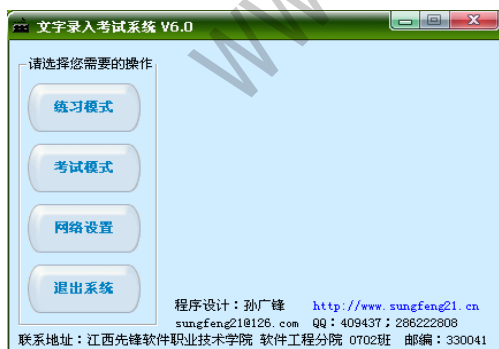 WWW.
文字录入考试系统 V6.0
请选择您需要的操作
练习模式
考试模式
网络设置
退出系统
程序设计：孙广锋 http://www.sungfeng21.cn
sungfeng21@126.com QQ：409437；286222808
联系地址：江西先锋软件职业技术学院 软件工程分院 0702班 邮编：330041